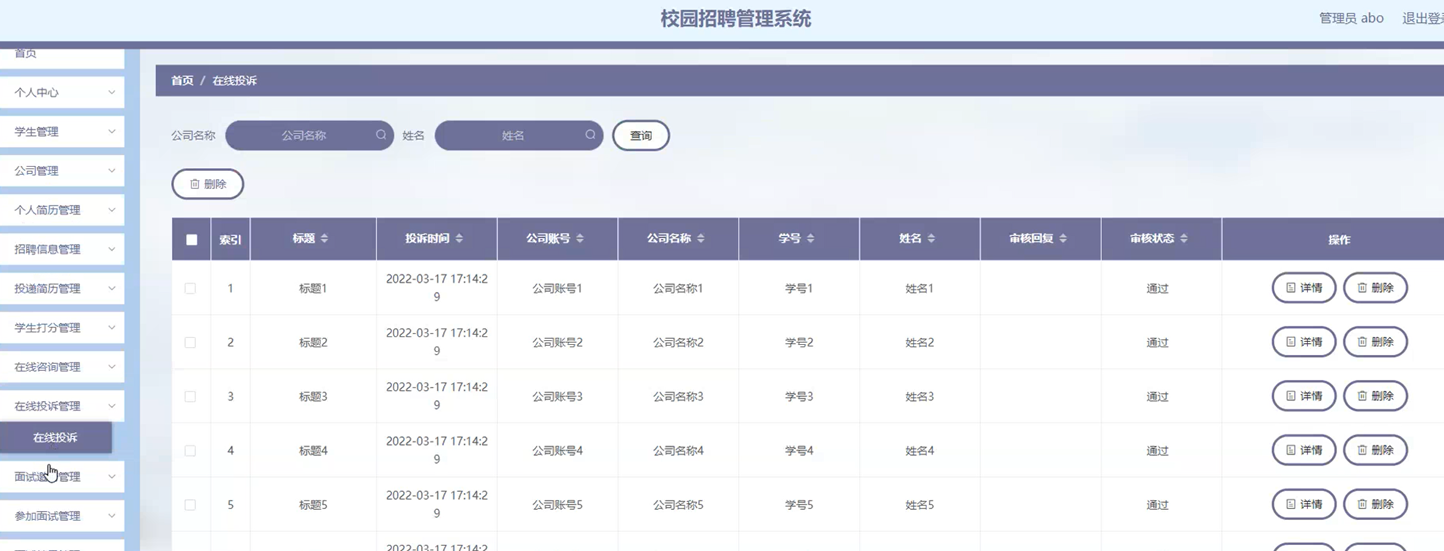 校园招聘管理系统
管理员 abo 退出登录
首页
个人中心
学生管理
公司管理
个人简历管理
招聘信息管理
投递简历管理
学生打分管理
在线咨询管理
在线投诉管理
在线投诉
面试邀请管理
参加面试管理
首页 / 在线投诉
公司名称 公司名称 姓名 姓名 查询
删除
索引 标题 投诉时间 公司账号 公司名称 学号 姓名 审核回复 审核状态 操作
1 标题1 2022-03-17 17:14:2 公司账号1 公司名称1 学号1 姓名1 通过 详情 删除
9
2 标题2 2022-03-17 17:14:2 公司账号2 公司名称2 学号2 姓名2 通过 详情 删除
9
3 标题3 2022-03-17 17:14:2 公司账号3 公司名称3 学号3 姓名3 通过 详情 删除
9
4 标题4 2022-03-17 17:14:2 公司账号4 公司名称4 学号4 姓名4 通过 详情 删除
9
5 标题5 2022-03-17 17:14:2 公司账号5 公司名称5 学号5 姓名5 通过 详情 删除
9
2022-03-17 17:14:2